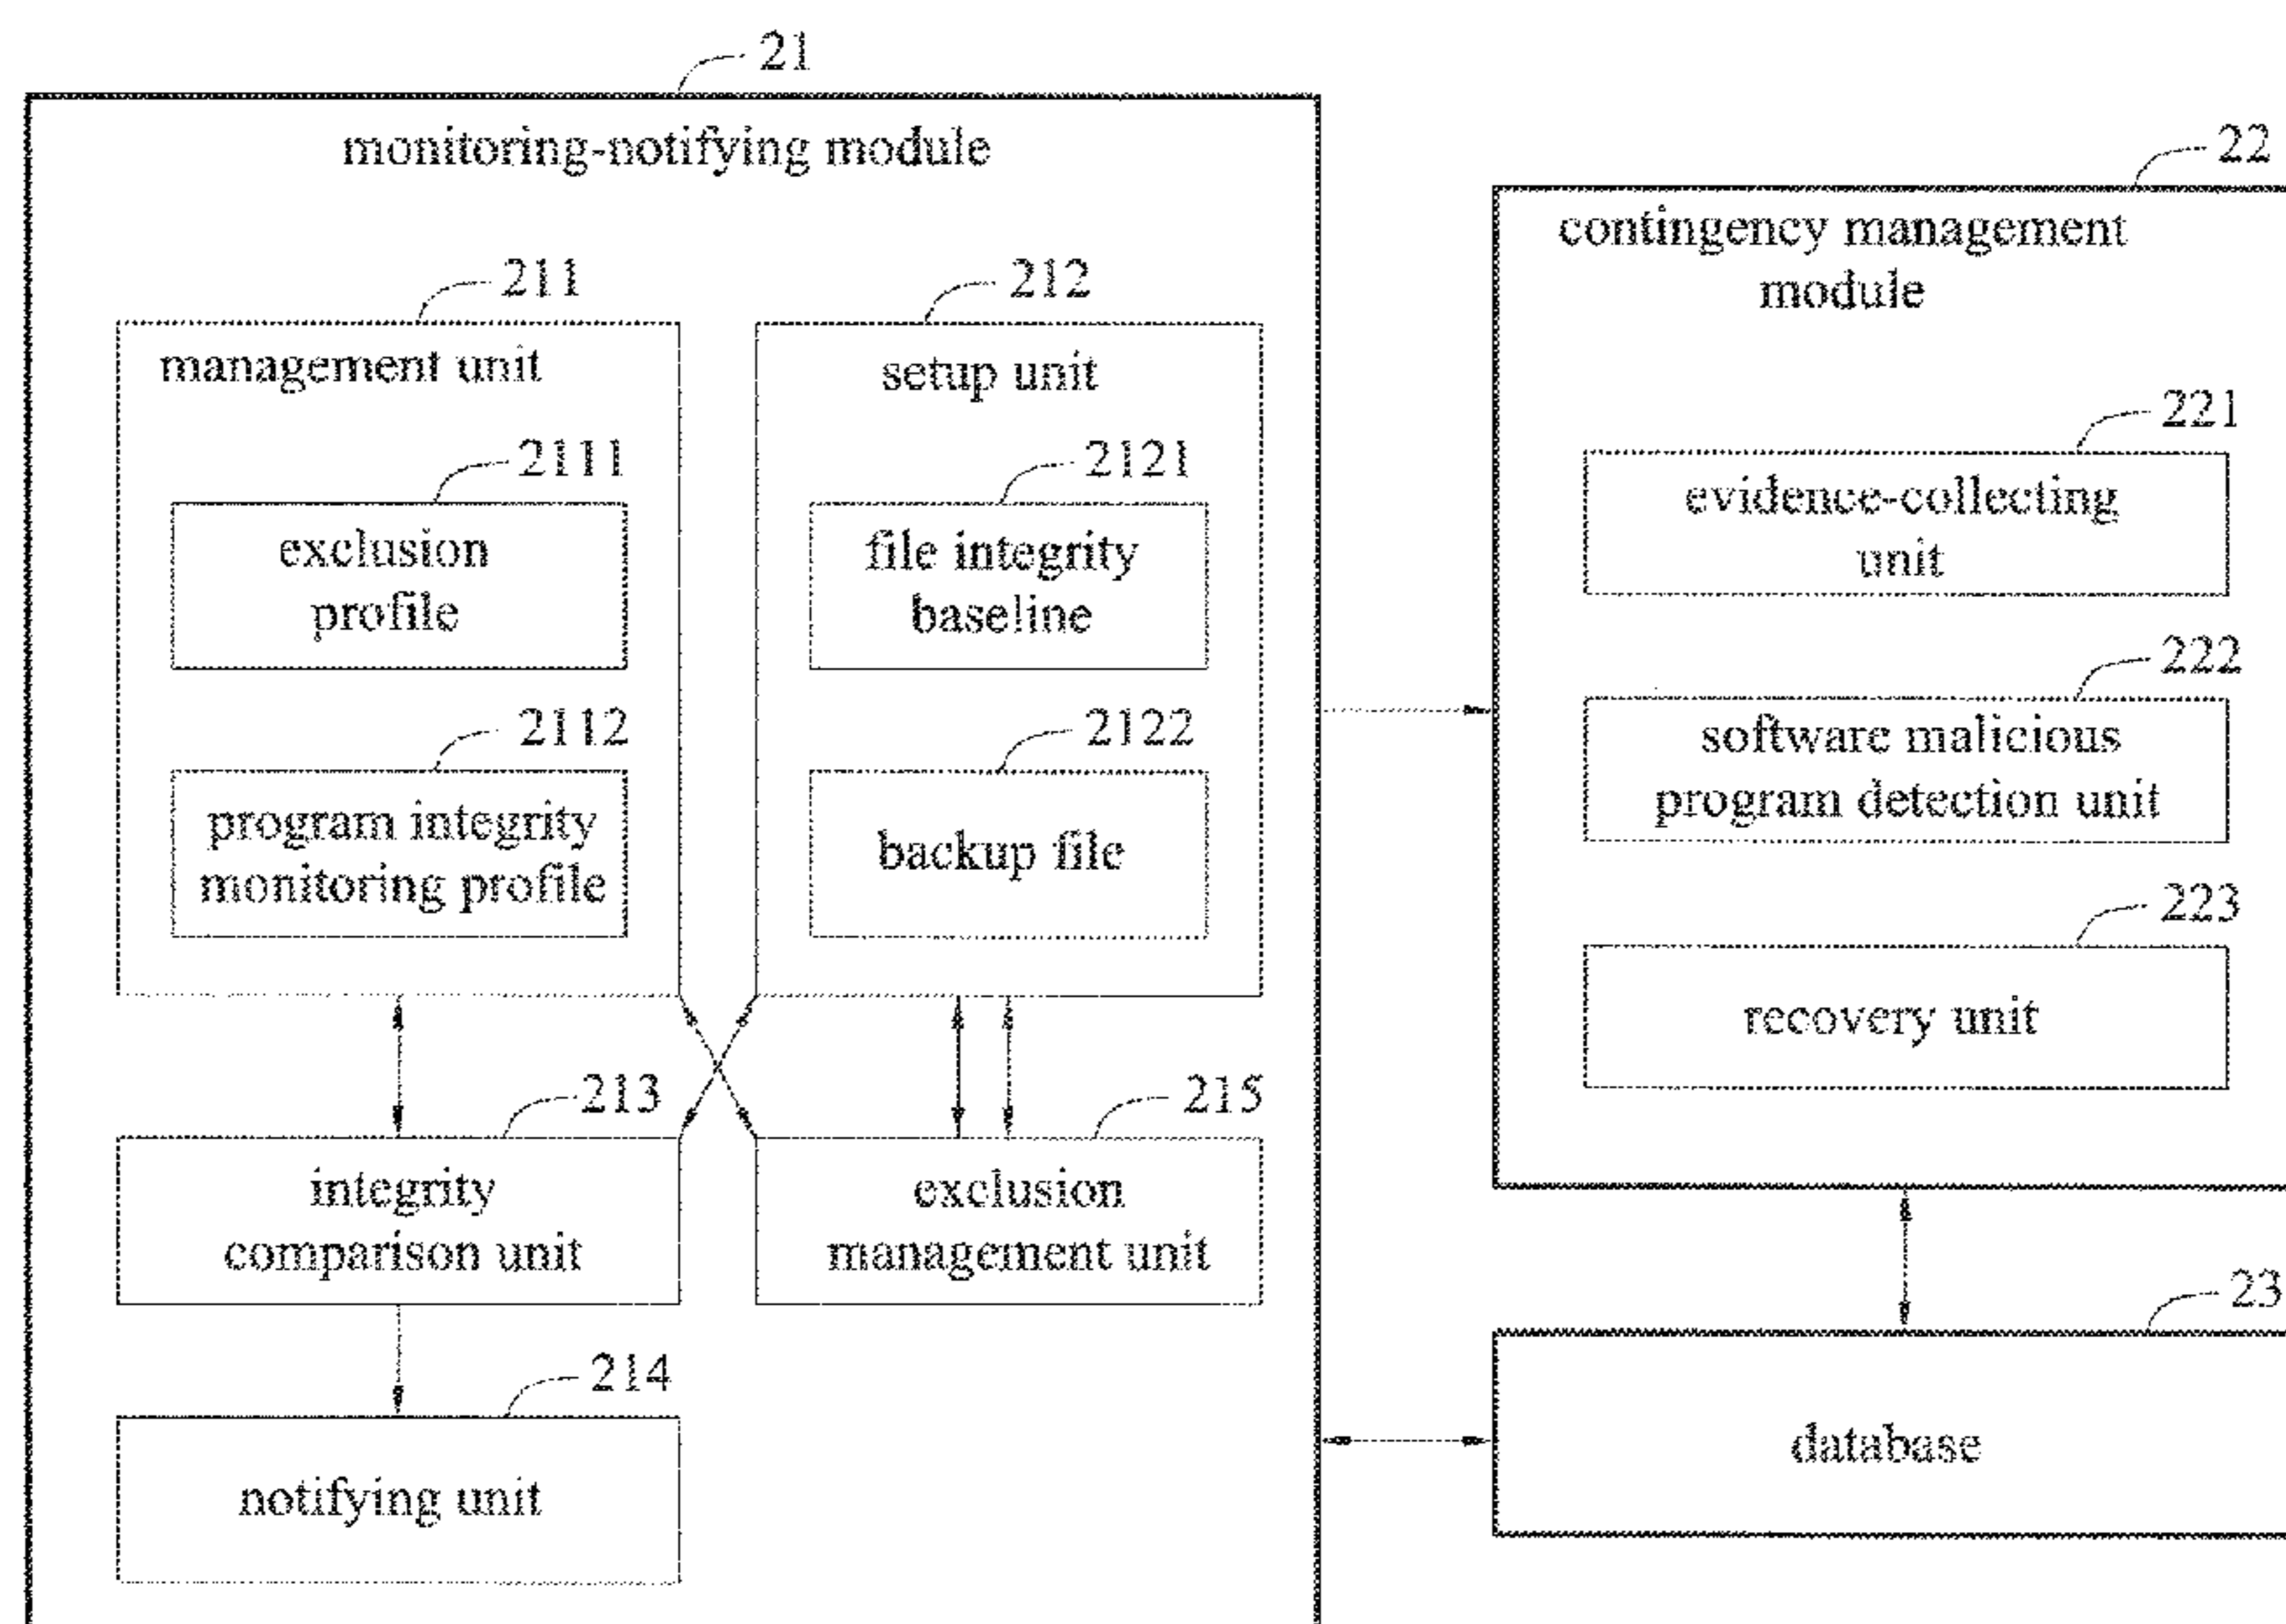 21
monitoring-notifying module
211
management unit
2111
exclusion
profile
2112
program integrity
monitoring profile
212
setup unit
2121
file integrity
baseline
2122
backup file
213
integrity
comparison unit
215
exclusion
management unit
214
notifying unit
22
contingency management
module
221
evidence-collecting
unit
222
software malicious
program detection unit
223
recovery unit
23
database